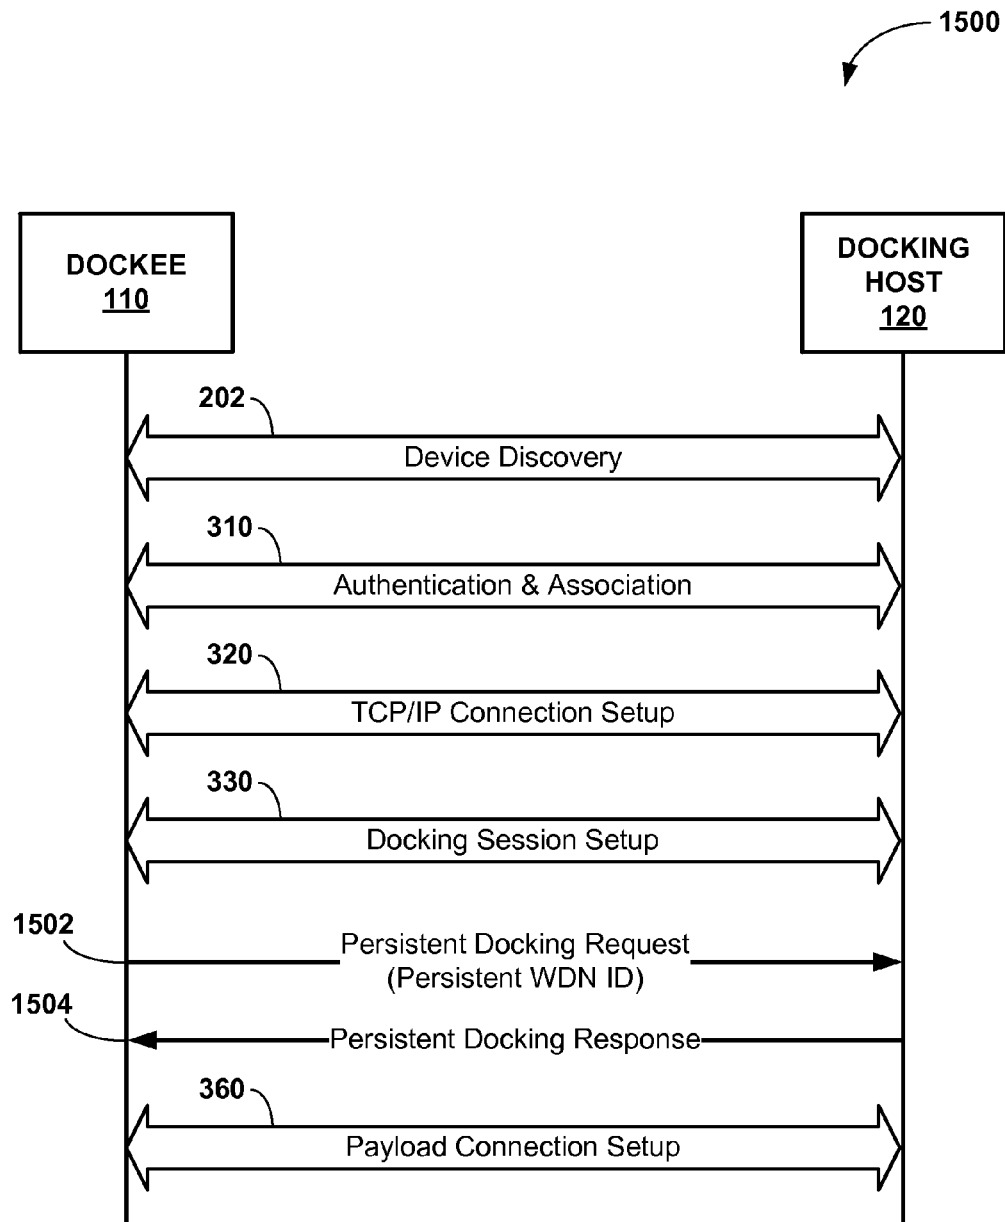 1500
DOCKEE
110
DOCKING
HOST
120
202
Device Discovery
310
Authentication & Association
320
TCP/IP Connection Setup
330
Docking Session Setup
1502
Persistent Docking Request
(Persistent WDN ID)
1504
Persistent Docking Response
360
Payload Connection Setup